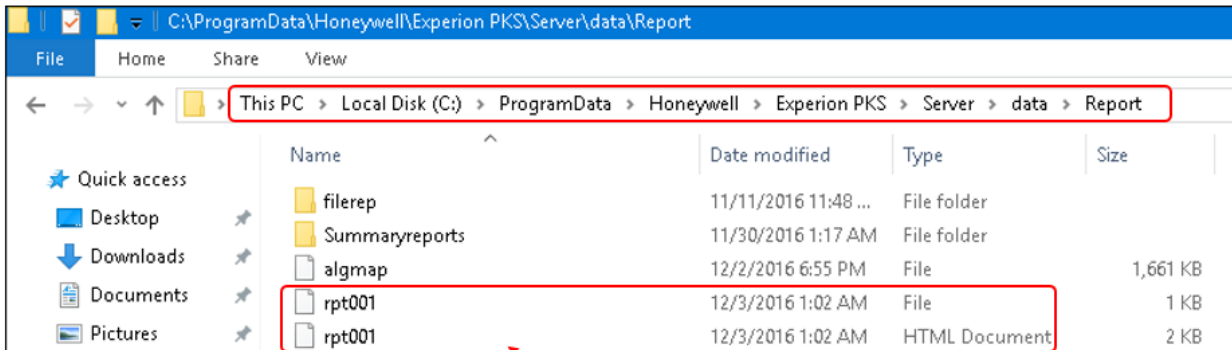 C:\ProgramData\Honeywell\Experion PKS\Server\data\Report
File Home Share View
This PC > Local Disk (C:) > ProgramData > Honeywell > Experion PKS > Server > data > Report
Name Date modified Type Size
Quick access
filerep 11/11/2016 11:48 ... File folder
Desktop
Summaryreports 11/30/2016 1:17 AM File folder
Downloads
algmap 12/2/2016 6:55 PM File 1,661 KB
Documents
rpt001 12/3/2016 1:02 AM File 1 KB
Pictures
rpt001 12/3/2016 1:02 AM HTML Document 2 KB